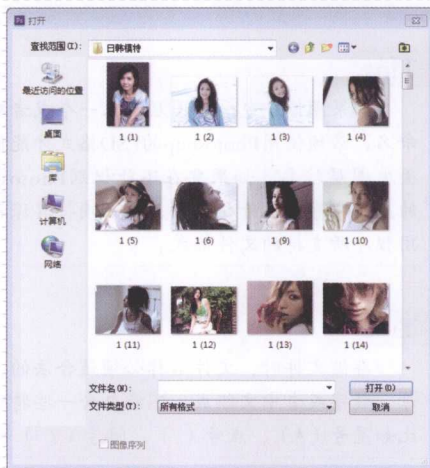 Ps 打开
查找范围(I): 日韩模特
最近访问的位置
桌面
库
计算机
网络
1 (1)
1 (2)
1 (3)
1 (4)
1 (5)
1 (6)
1 (9)
1 (10)
1 (11)
1 (12)
1 (13)
1 (14)
文件名(N): 打开(O)
文件类型(T): 所有格式 取消
图像序列